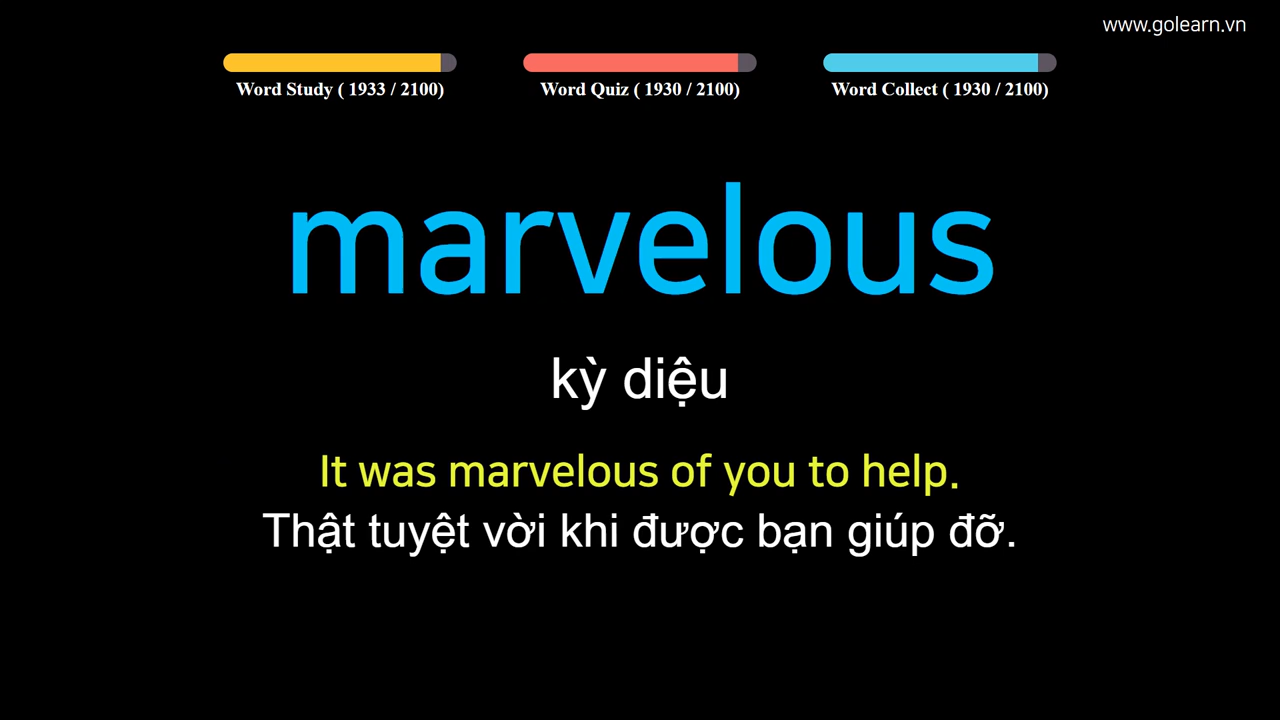 www.golearn.vn
Word Study ( 1933 / 2100)
Word Quiz ( 1930 / 2100)
Word Collect ( 1930 / 2100)
marvelous
kỳ diệu
It was marvelous of you to help.
Thật tuyệt vời khi được bạn giúp đỡ.